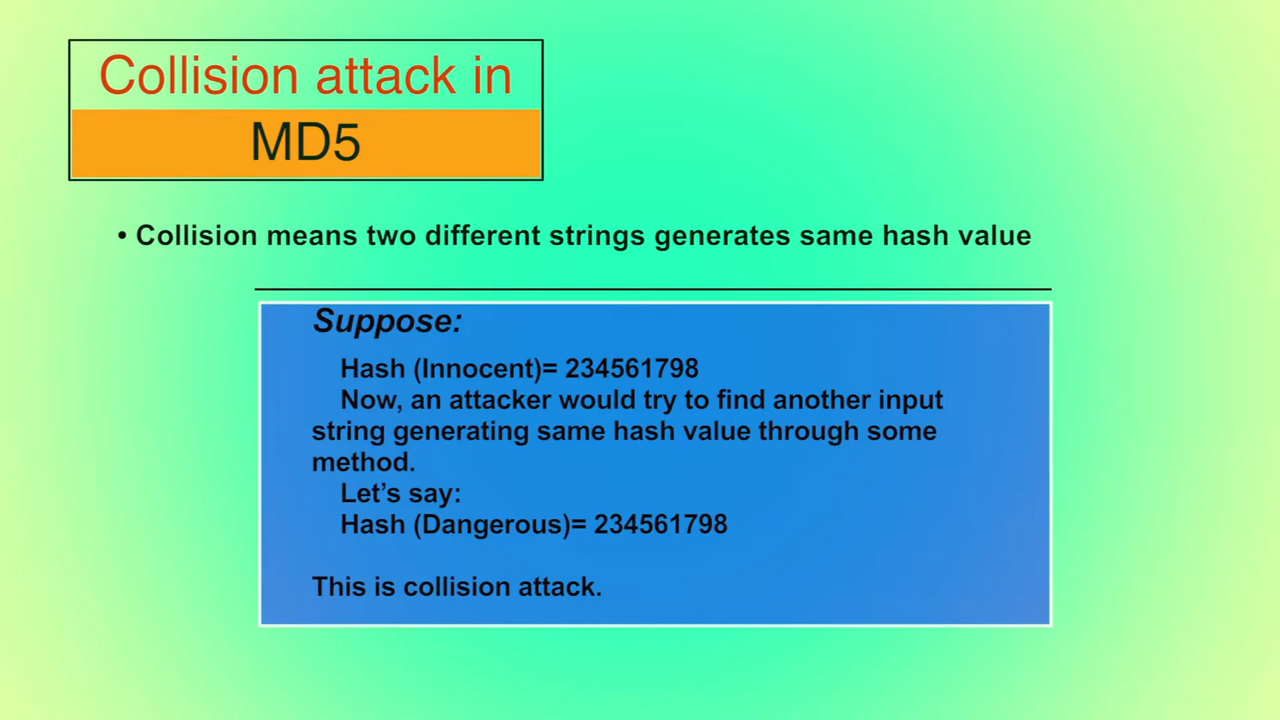 Collision attack in
MD5
• Collision means two different strings generates same hash value
Suppose:
Hash (Innocent)= 234561798
Now, an attacker would try to find another input
string generating same hash value through some
method.
Let’s say:
Hash (Dangerous)= 234561798
This is collision attack.